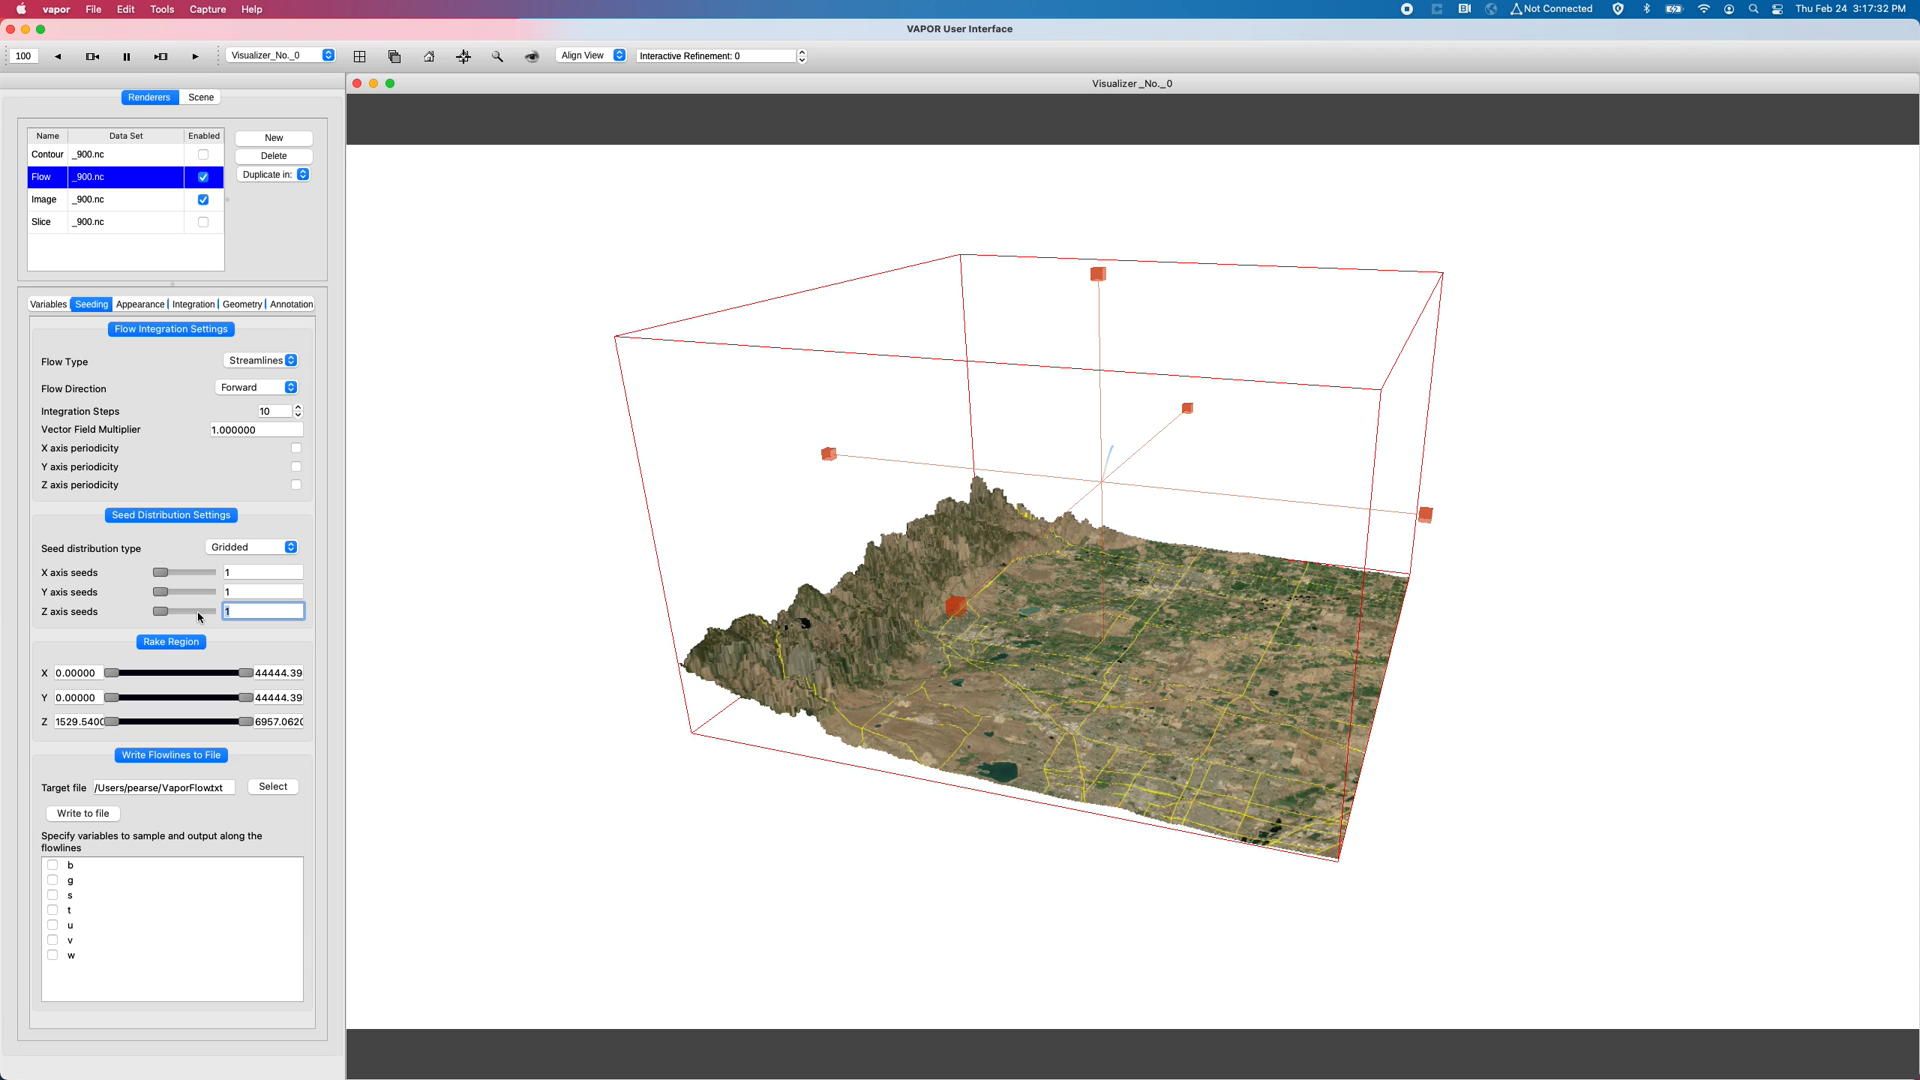 vapor File Edit Tools Capture Help
Not Connected Thu Feb 24 3:17:32 PM
VAPOR User Interface
100 Visualizer_No._0 Align View Interactive Refinement: 0
Visualizer_No._0
Renderers Scene
Name Data Set Enabled
Contour _900.nc
Flow _900.nc
Image _900.nc
Slice _900.nc
New
Delete
Duplicate in:
Variables Seeding Appearance Integration Geometry Annotation
Flow Integration Settings
Flow Type Streamlines
Flow Direction Forward
Integration Steps 10
Vector Field Multiplier 1.000000
X axis periodicity
Y axis periodicity
Z axis periodicity
Seed Distribution Settings
Seed distribution type Gridded
X axis seeds 1
Y axis seeds 1
Z axis seeds 1
Rake Region
X 0.00000 44444.39
Y 0.00000 44444.39
Z 1529.5400 6957.0620
Write Flowlines to File
Target file /Users/pearse/VaporFlow.txt Select
Write to file
Specify variables to sample and output along the
flowlines
b
g
s
t
u
v
w